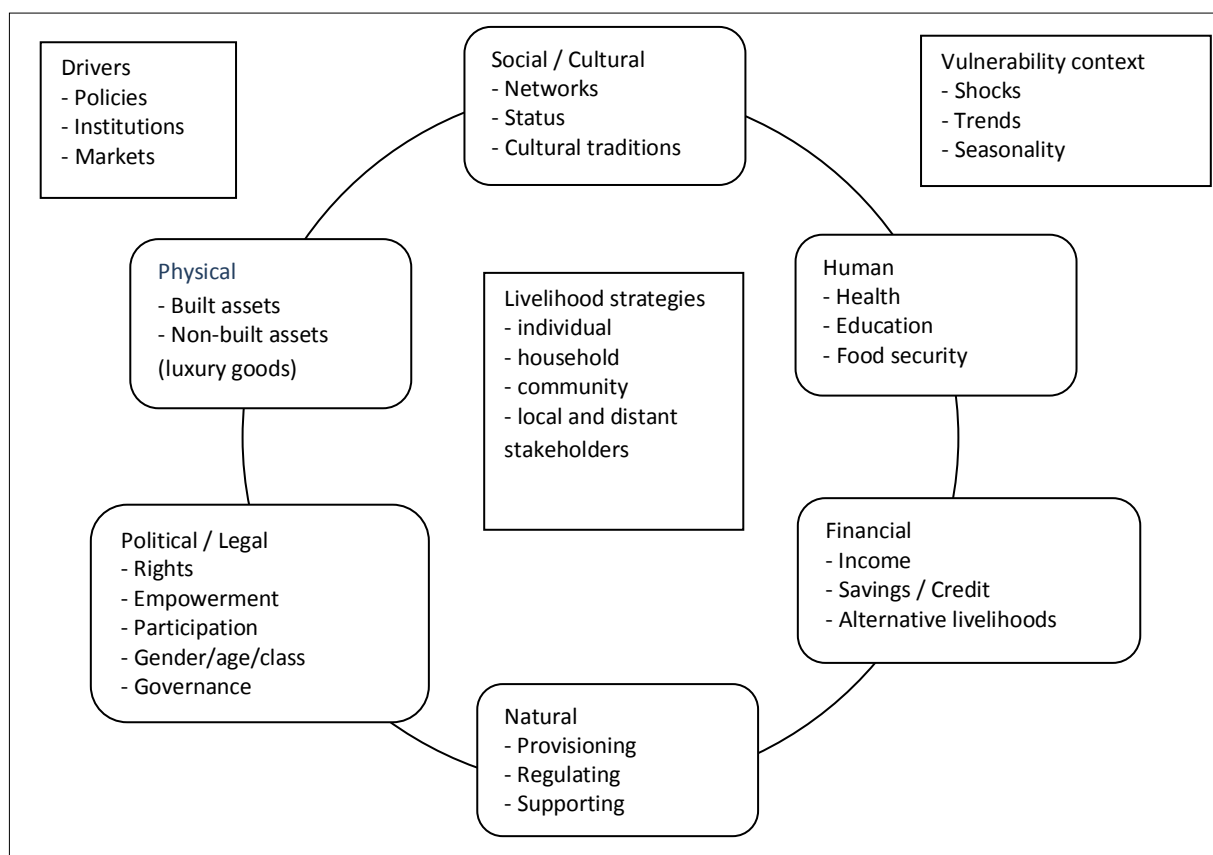 Drivers
- Policies
- Institutions
- Markets
Social / Cultural
- Networks
- Status
- Cultural traditions
Vulnerability context
- Shocks
- Trends
- Seasonality
Physical
- Built assets
- Non-built assets
(luxury goods)
Livelihood strategies
- individual
- household
- community
- local and distant
stakeholders
Human
- Health
- Education
- Food security
Political / Legal
- Rights
- Empowerment
- Participation
- Gender/age/class
- Governance
Natural
- Provisioning
- Regulating
- Supporting
Financial
- Income
- Savings / Credit
- Alternative livelihoods